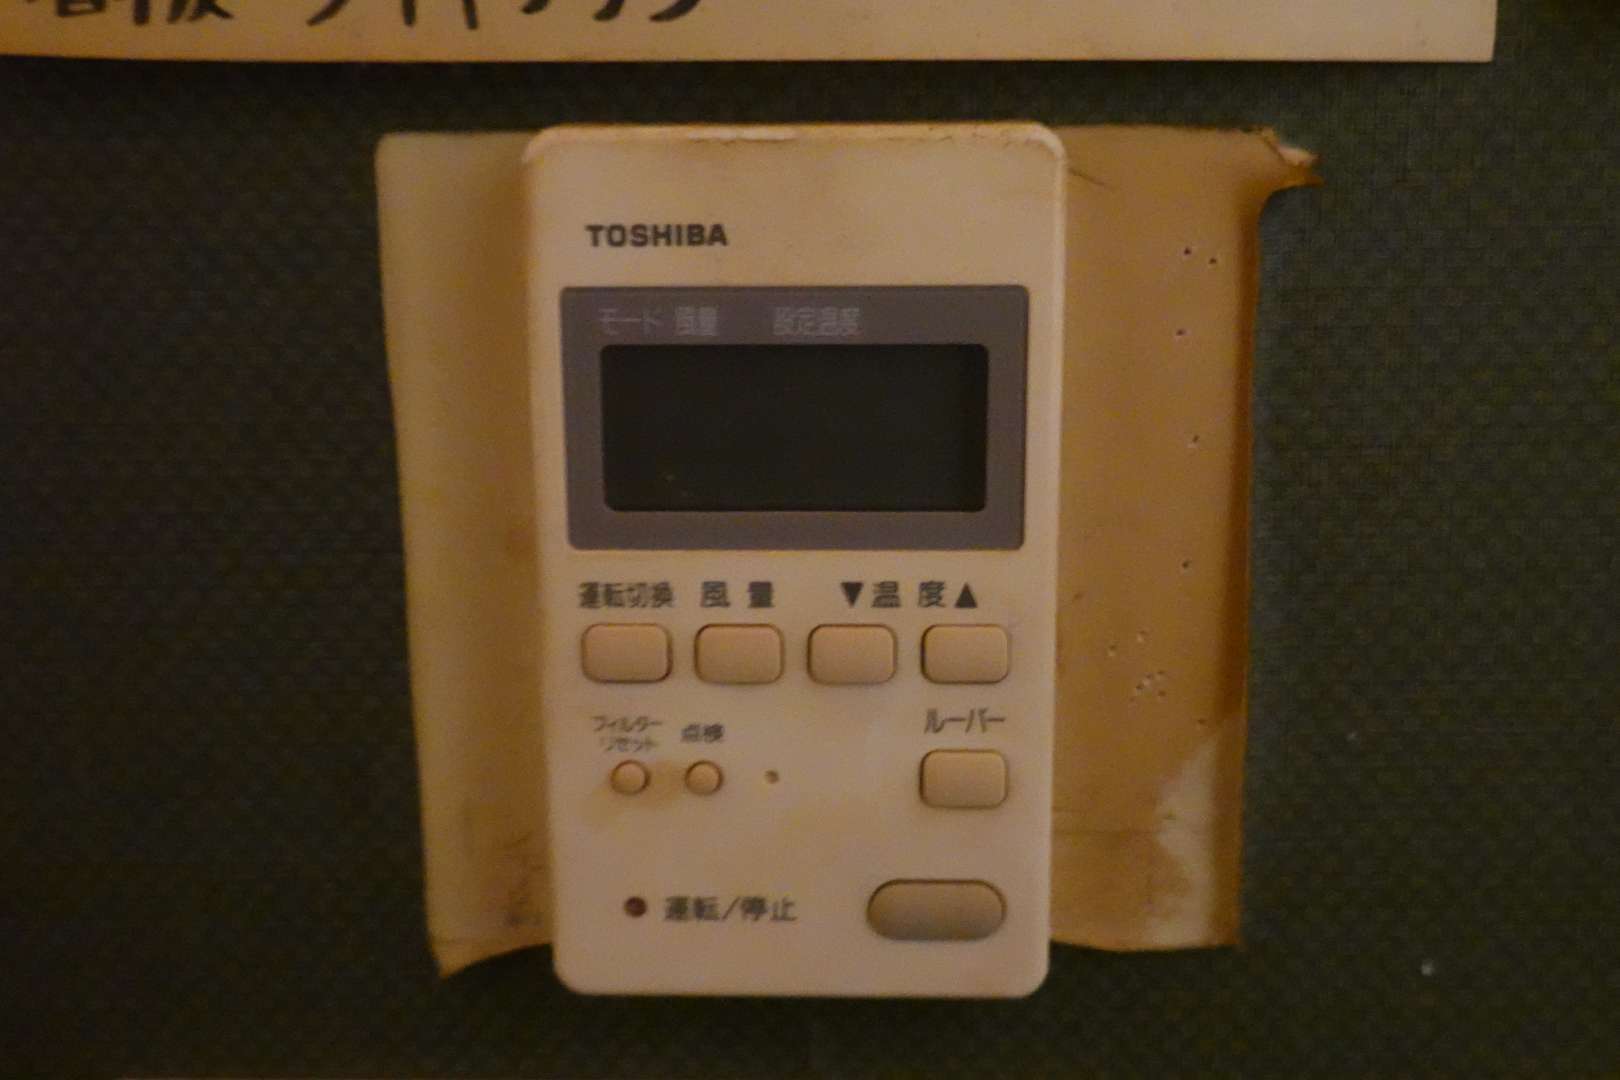 TOSHIBA
モード 風量 設定温度
運転切換 風量 ▼温度▲
フィルター
リセット
点検
ルーバー
運転/停止